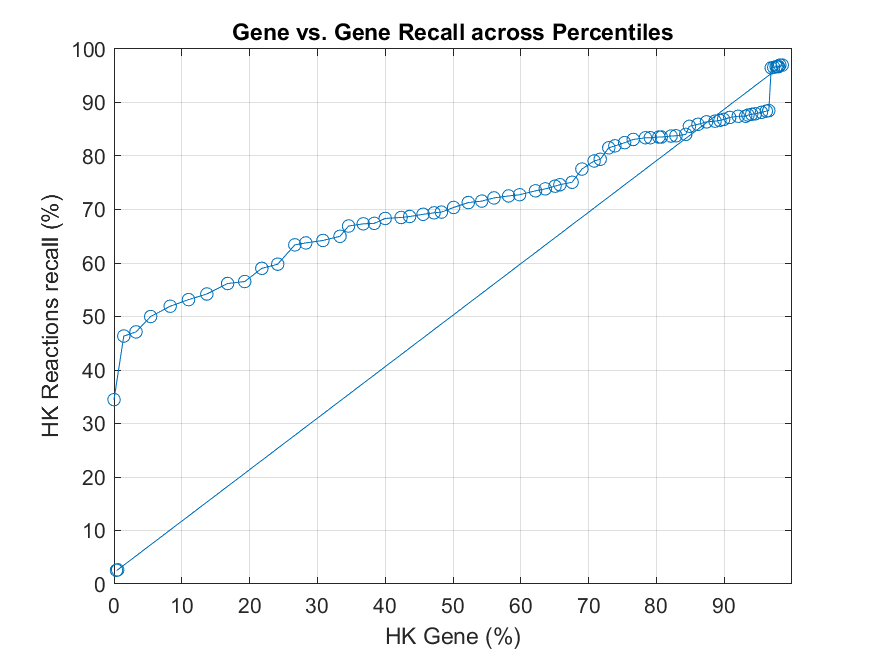 Gene vs. Gene Recall across Percentiles
100
90
80
70
60
50
40
30
20
10
0
HK Reactions recall (%)
0 10 20 30 40 50 60 70 80 90
HK Gene (%)